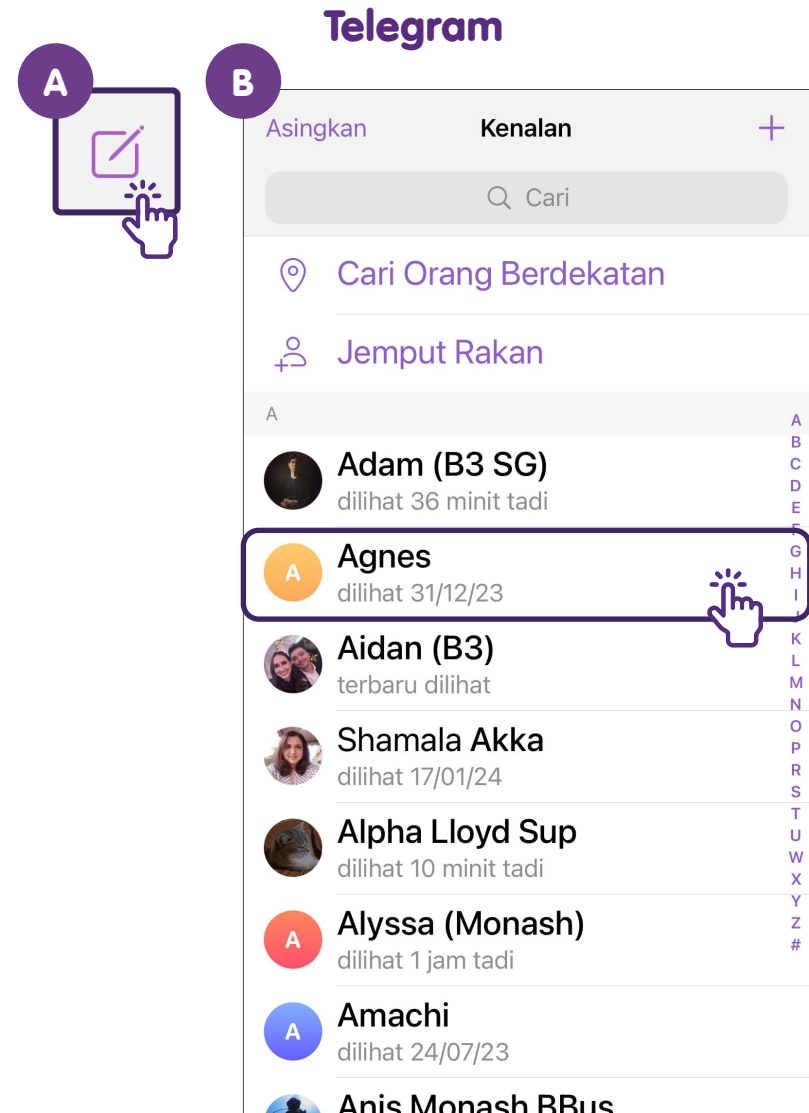 Telegram
A
B
Asingkan
Kenalan
Cari
Cari Orang Berdekatan
Jemput Rakan
A
Adam (B3 SG)
dilihat 36 minit tadi
A
Agnes
dilihat 31/12/23
Aidan (B3)
terbaru dilihat
Shamala Akka
dilihat 17/01/24
Alpha Lloyd Sup
dilihat 10 minit tadi
A
Alyssa (Monash)
dilihat 1 jam tadi
A
Amachi
dilihat 24/07/23
Anis Monash BBus
A
B
C
D
E
F
G
H
I
J
K
L
M
N
O
P
R
S
T
U
W
X
Y
Z
#